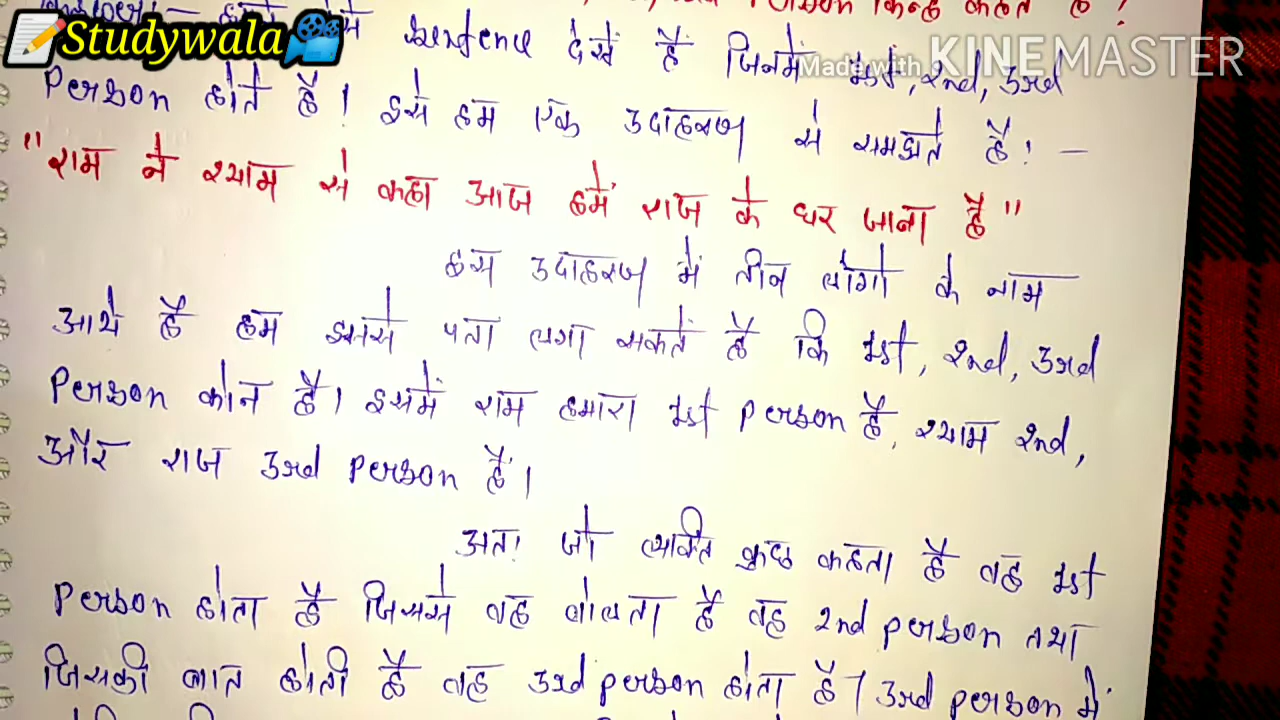 Person किन्हें कहते है ?
Studywala
Made with KINEMASTER
sentence देखें हैं जिनमें 1st, 2nd, 3rd
Person होते हैं। इसे हम एक उदाहरण से समझते हैं! —
"राम ने श्याम से कहा आज हमें राज के घर जाना है"
इस उदाहरण में तीन लोगो के नाम
आये है हम इससे पता लगा सकतें है कि 1st, 2nd, 3rd
Person कोन है। इसमें राम हमारा 1st person है, श्याम 2nd,
और राज 3rd person हैं।
अतः जो व्यक्ति कुछ कहता है वह 1st
Person होता है जिससे वह बोलता है वह 2nd person तथा
जिसकी बात होती है वह 3rd person होता है। 3rd person में